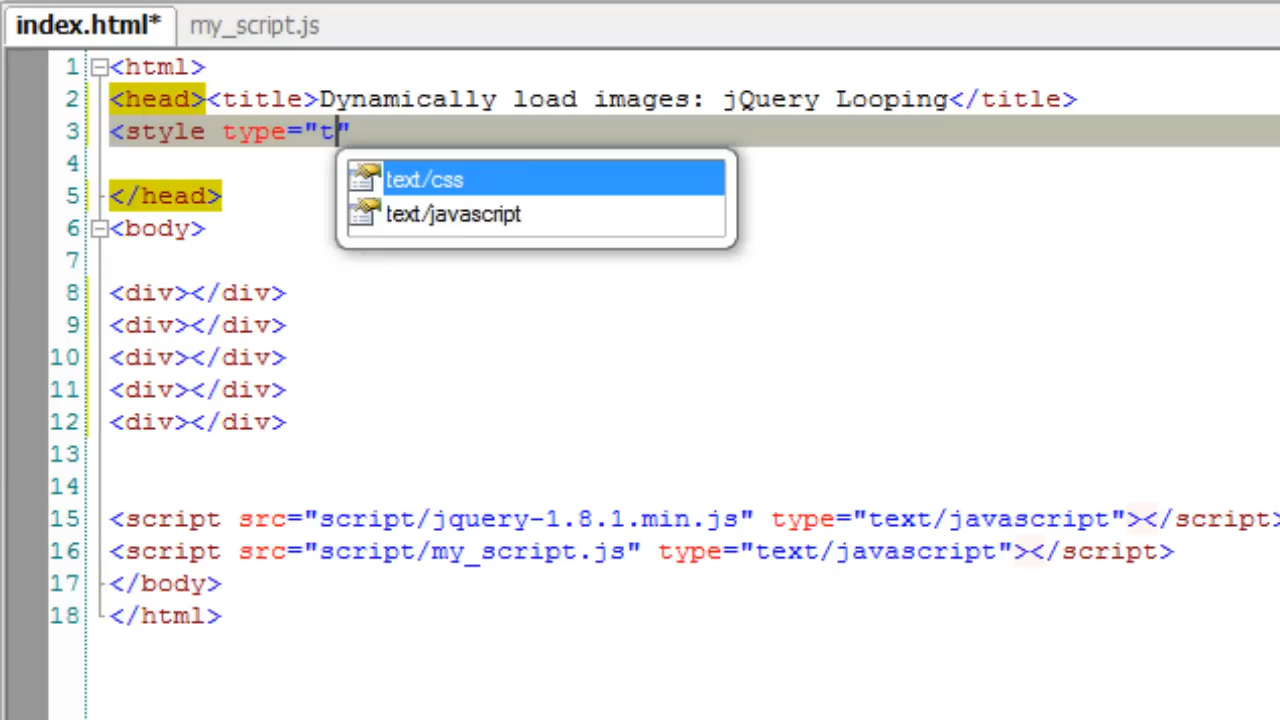 index.html* my_script.js
1 <html>
2 <head><title>Dynamically load images: jQuery Looping</title>
3 <style type="t"
text/css
4
text/javascript
5 </head>
6 <body>
7
8 <div></div>
9 <div></div>
10 <div></div>
11 <div></div>
12 <div></div>
13
14
15 <script src="script/jquery-1.8.1.min.js" type="text/javascript"></script>
16 <script src="script/my_script.js" type="text/javascript"></script>
17 </body>
18 </html>